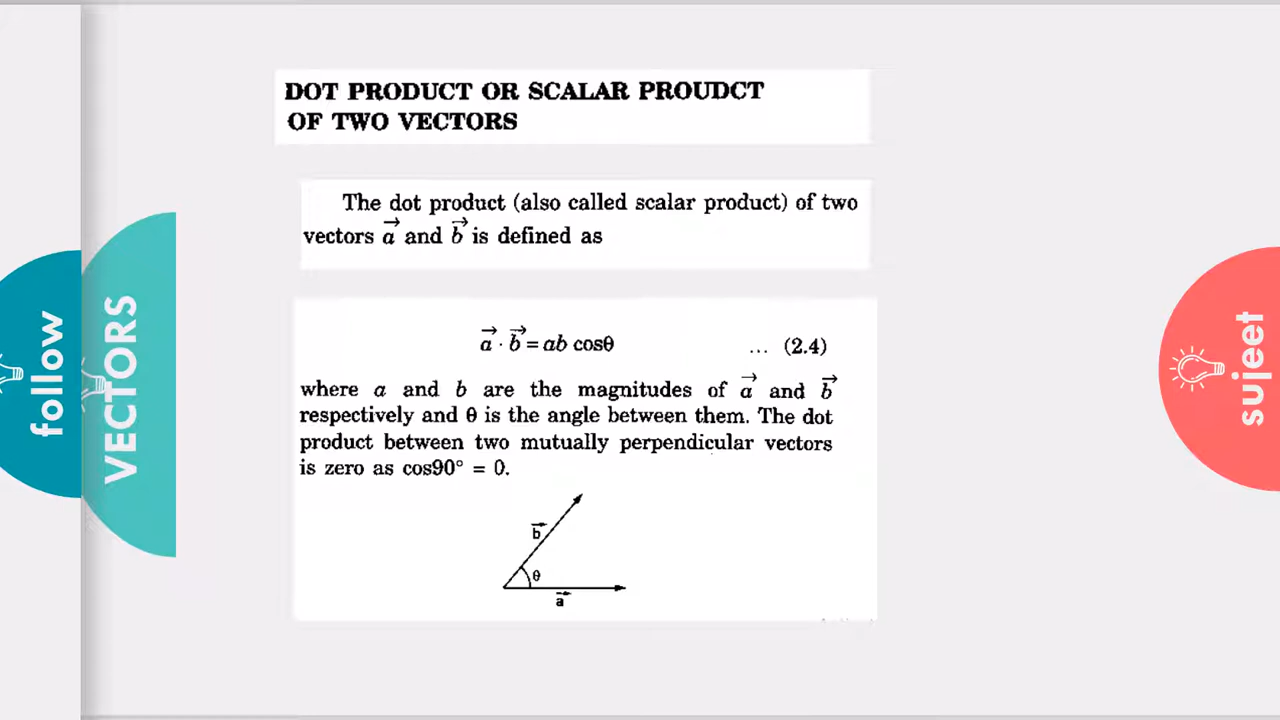 DOT PRODUCT OR SCALAR PROUDCT
OF TWO VECTORS
The dot product (also called scalar product) of two
vectors a⃗ and b⃗ is defined as
a⃗ · b⃗ = ab cosθ ... (2.4)
where a and b are the magnitudes of a⃗ and b⃗
respectively and θ is the angle between them. The dot
product between two mutually perpendicular vectors
is zero as cos90° = 0.
b⃗
θ
a⃗
follow
VECTORS
sujeet